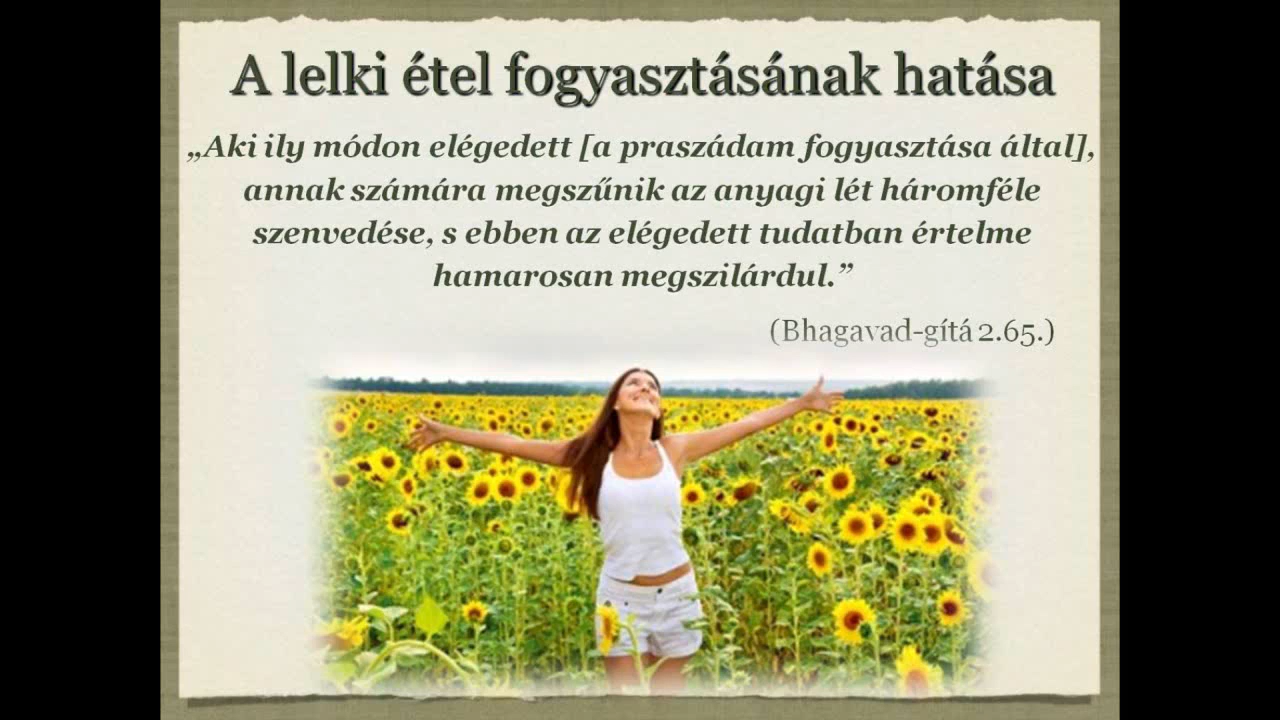 A lelki étel fogyasztásának hatása
„Aki ily módon elégedett [a praszádam fogyasztása által],
annak számára megszűnik az anyagi lét háromféle
szenvedése, s ebben az elégedett tudatban értelme
hamarosan megszilárdul.”
(Bhagavad-gítá 2.65.)